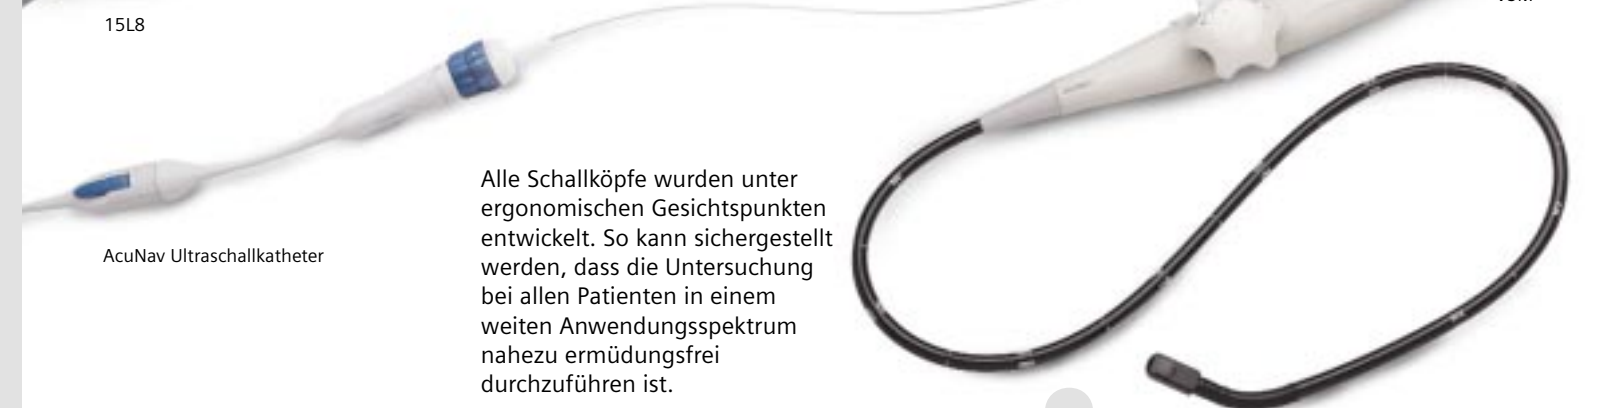 15L8
AcuNav Ultraschallkatheter
Alle Schallköpfe wurden unter
ergonomischen Gesichtspunkten
entwickelt. So kann sichergestellt
werden, dass die Untersuchung
bei allen Patienten in einem
weiten Anwendungsspektrum
nahezu ermüdungsfrei
durchzuführen ist.